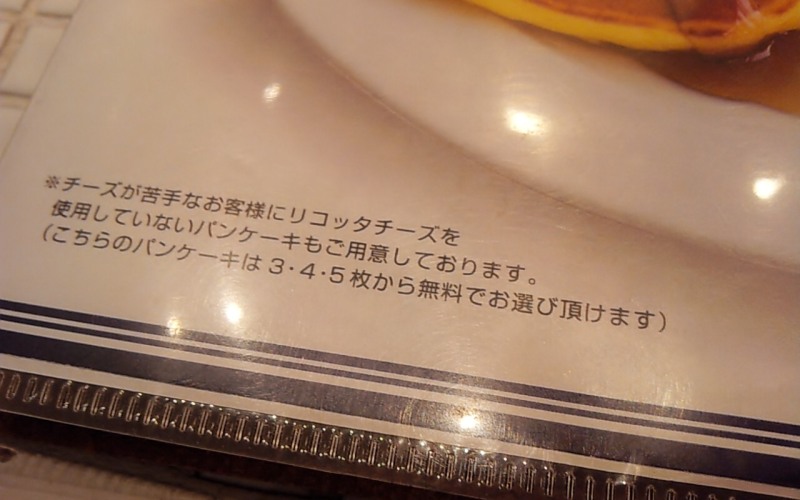 ※チーズが苦手なお客様にリコッタチーズを
使用していないパンケーキもご用意しております。
（こちらのパンケーキは3・4・5枚から無料でお選び頂けます）